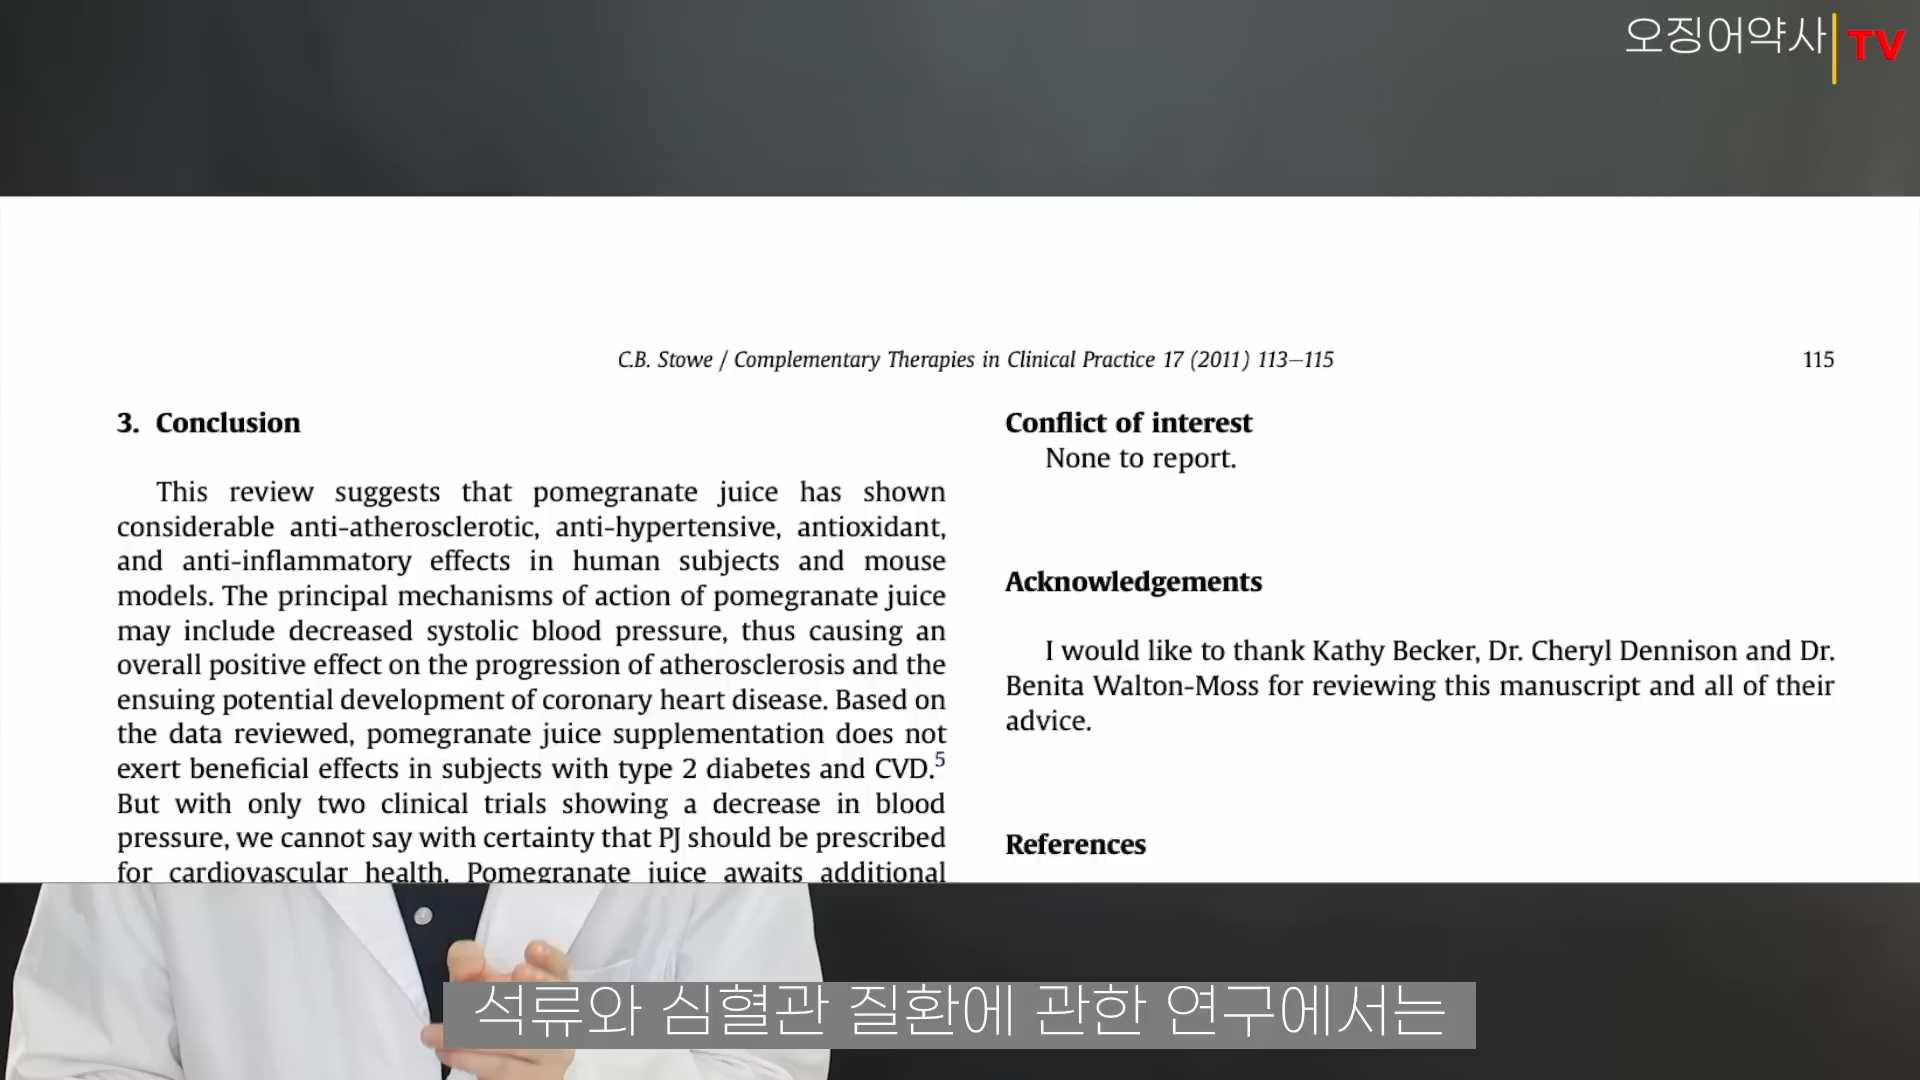 오징어약사 TV
C.B. Stowe / Complementary Therapies in Clinical Practice 17 (2011) 113–115
115
3. Conclusion
This review suggests that pomegranate juice has shown
considerable anti-atherosclerotic, anti-hypertensive, antioxidant,
and anti-inflammatory effects in human subjects and mouse
models. The principal mechanisms of action of pomegranate juice
may include decreased systolic blood pressure, thus causing an
overall positive effect on the progression of atherosclerosis and the
ensuing potential development of coronary heart disease. Based on
the data reviewed, pomegranate juice supplementation does not
exert beneficial effects in subjects with type 2 diabetes and CVD.5
But with only two clinical trials showing a decrease in blood
pressure, we cannot say with certainty that PJ should be prescribed
for cardiovascular health. Pomegranate juice awaits additional
Conflict of interest
None to report.
Acknowledgements
I would like to thank Kathy Becker, Dr. Cheryl Dennison and Dr.
Benita Walton-Moss for reviewing this manuscript and all of their
advice.
References
석류와 심혈관 질환에 관한 연구에서는